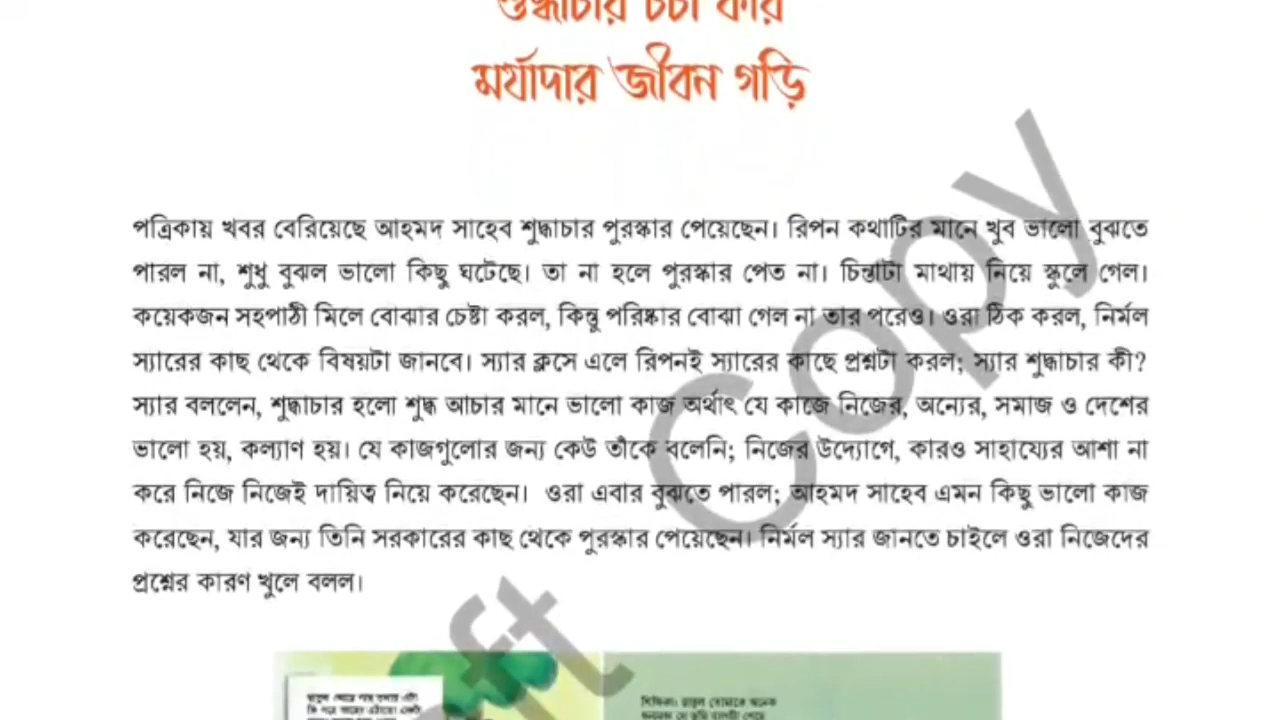 শুদ্ধাচার চর্চা করি
মর্যাদার জীবন গড়ি
পত্রিকায় খবর বেরিয়েছে আহমদ সাহেব শুদ্ধাচার পুরস্কার পেয়েছেন। রিপন কথাটির মানে খুব ভালো বুঝতে
পারল না, শুধু বুঝল ভালো কিছু ঘটেছে। তা না হলে পুরস্কার পেত না। চিন্তাটা মাথায় নিয়ে স্কুলে গেল।
কয়েকজন সহপাঠী মিলে বোঝার চেষ্টা করল, কিন্তু পরিষ্কার বোঝা গেল না তার পরেও। ওরা ঠিক করল, নির্মল
স্যারের কাছ থেকে বিষয়টা জানবে। স্যার ক্লসে এলে রিপনই স্যারের কাছে প্রশ্নটা করল; স্যার শুদ্ধাচার কী?
স্যার বললেন, শুদ্ধাচার হলো শুদ্ধ আচার মানে ভালো কাজ অর্থাৎ যে কাজে নিজের, অন্যের, সমাজ ও দেশের
ভালো হয়, কল্যাণ হয়। যে কাজগুলোর জন্য কেউ তাঁকে বলেনি; নিজের উদ্যোগে, কারও সাহায্যের আশা না
করে নিজে নিজেই দায়িত্ব নিয়ে করেছেন। ওরা এবার বুঝতে পারল; আহমদ সাহেব এমন কিছু ভালো কাজ
করেছেন, যার জন্য তিনি সরকারের কাছ থেকে পুরস্কার পেয়েছেন। নির্মল স্যার জানতে চাইলে ওরা নিজেদের
প্রশ্নের কারণ খুলে বলল।
Copy